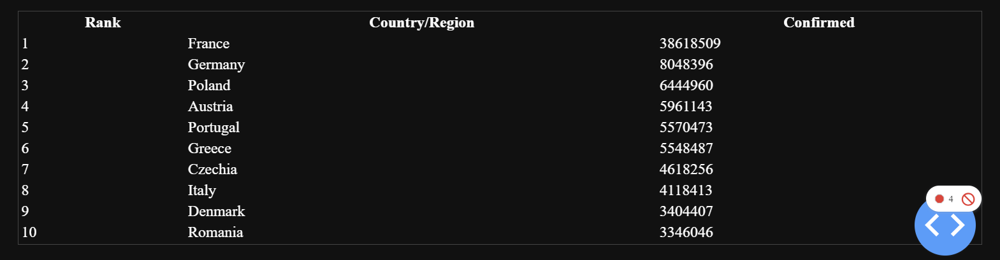 Rank Country/Region Confirmed
1 France 38618509
2 Germany 8048396
3 Poland 6444960
4 Austria 5961143
5 Portugal 5570473
6 Greece 5548487
7 Czechia 4618256
8 Italy 4118413
4
9 Denmark 3404407
10 Romania 3346046